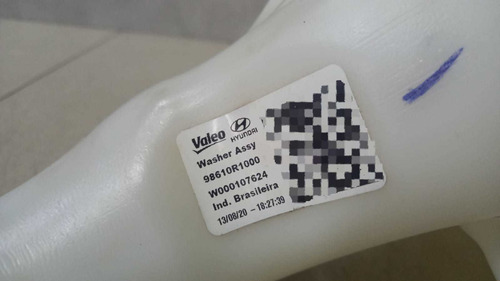 Valeo HYUNDAI
Washer Assy
98610R1000
W000107624
Ind. Brasileira
13/08/20 - 18:27:39